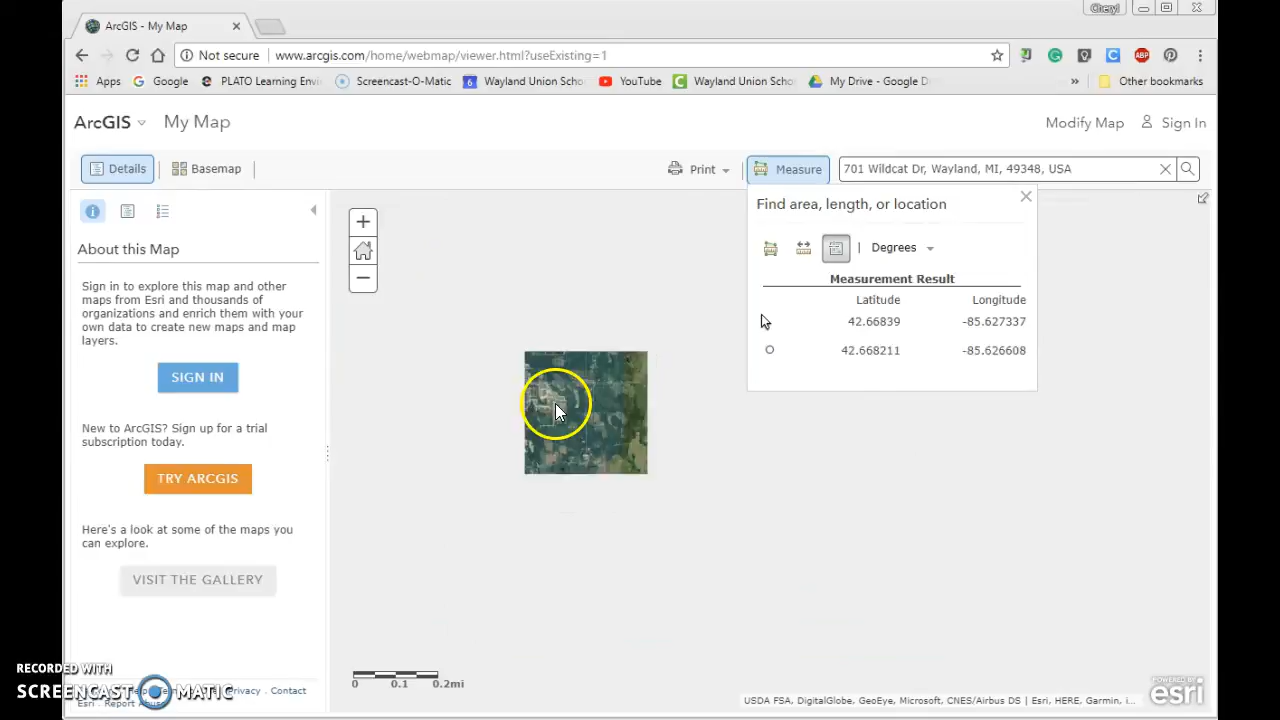 Cheryl
ArcGIS - My Map
Not secure | www.arcgis.com/home/webmap/viewer.html?useExisting=1
Apps Google PLATO Learning Envi Screencast-O-Matic Wayland Union Scho YouTube Wayland Union Scho My Drive - Google D » Other bookmarks
ArcGIS My Map Modify Map Sign In
Details Basemap Print Measure 701 Wildcat Dr, Wayland, MI, 49348, USA
Find area, length, or location
Degrees
Measurement Result
Latitude Longitude
42.66839 -85.627337
42.668211 -85.626608
About this Map
Sign in to explore this map and other
maps from Esri and thousands of
organizations and enrich them with your
own data to create new maps and map
layers.
SIGN IN
New to ArcGIS? Sign up for a trial
subscription today.
TRY ARCGIS
Here's a look at some of the maps you
can explore.
VISIT THE GALLERY
0 0.1 0.2mi
Privacy . Contact
Esri . Report
USDA FSA, DigitalGlobe, GeoEye, Microsoft, CNES/Airbus DS | Esri, HERE, Garmin, i...
POWERED BY
esri
RECORDED WITH
SCREENCAST MATIC